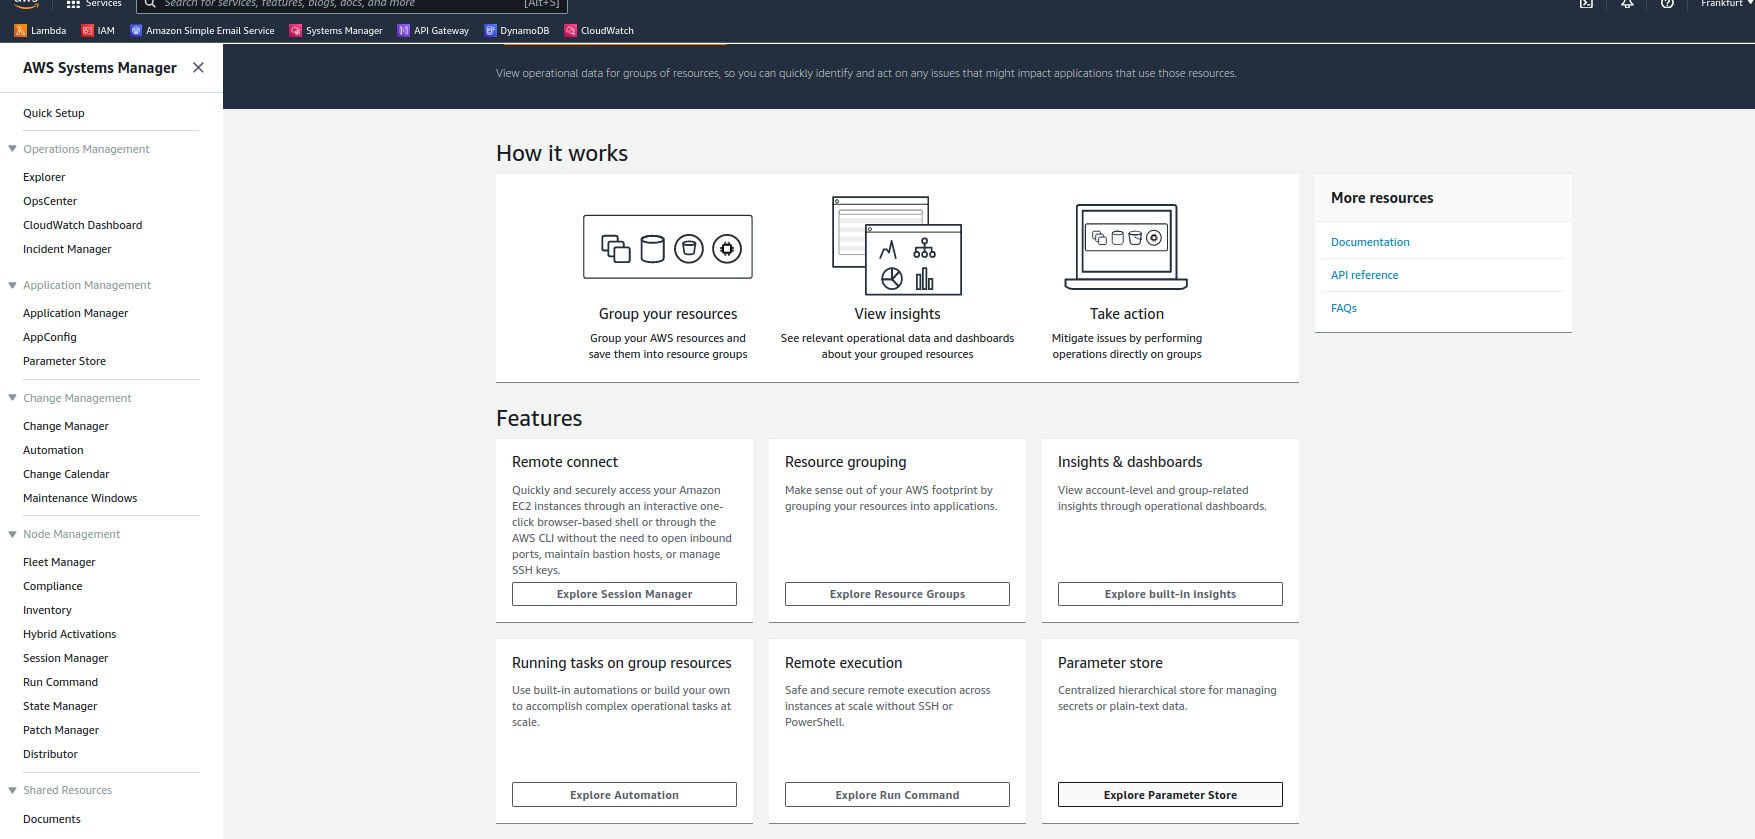 aws
Services
Search for services, features, blogs, docs, and more
[Alt+S]
Frankfurt
Lambda
IAM
Amazon Simple Email Service
Systems Manager
API Gateway
DynamoDB
CloudWatch
AWS Systems Manager
Quick Setup
Operations Management
Explorer
OpsCenter
CloudWatch Dashboard
Incident Manager
Application Management
Application Manager
AppConfig
Parameter Store
Change Management
Change Manager
Automation
Change Calendar
Maintenance Windows
Node Management
Fleet Manager
Compliance
Inventory
Hybrid Activations
Session Manager
Run Command
State Manager
Patch Manager
Distributor
Shared Resources
Documents
View operational data for groups of resources, so you can quickly identify and act on any issues that might impact applications that use those resources.
How it works
Group your resources
Group your AWS resources and
save them into resource groups
View insights
See relevant operational data and dashboards
about your grouped resources
Take action
Mitigate issues by performing
operations directly on groups
More resources
Documentation
API reference
FAQs
Features
Remote connect
Quickly and securely access your Amazon
EC2 instances through an interactive one-
click browser-based shell or through the
AWS CLI without the need to open inbound
ports, maintain bastion hosts, or manage
SSH keys.
Explore Session Manager
Resource grouping
Make sense out of your AWS footprint by
grouping your resources into applications.
Explore Resource Groups
Insights & dashboards
View account-level and group-related
insights through operational dashboards.
Explore built-in insights
Running tasks on group resources
Use built-in automations or build your own
to accomplish complex operational tasks at
scale.
Explore Automation
Remote execution
Safe and secure remote execution across
instances at scale without SSH or
PowerShell.
Explore Run Command
Parameter store
Centralized hierarchical store for managing
secrets or plain-text data.
Explore Parameter Store